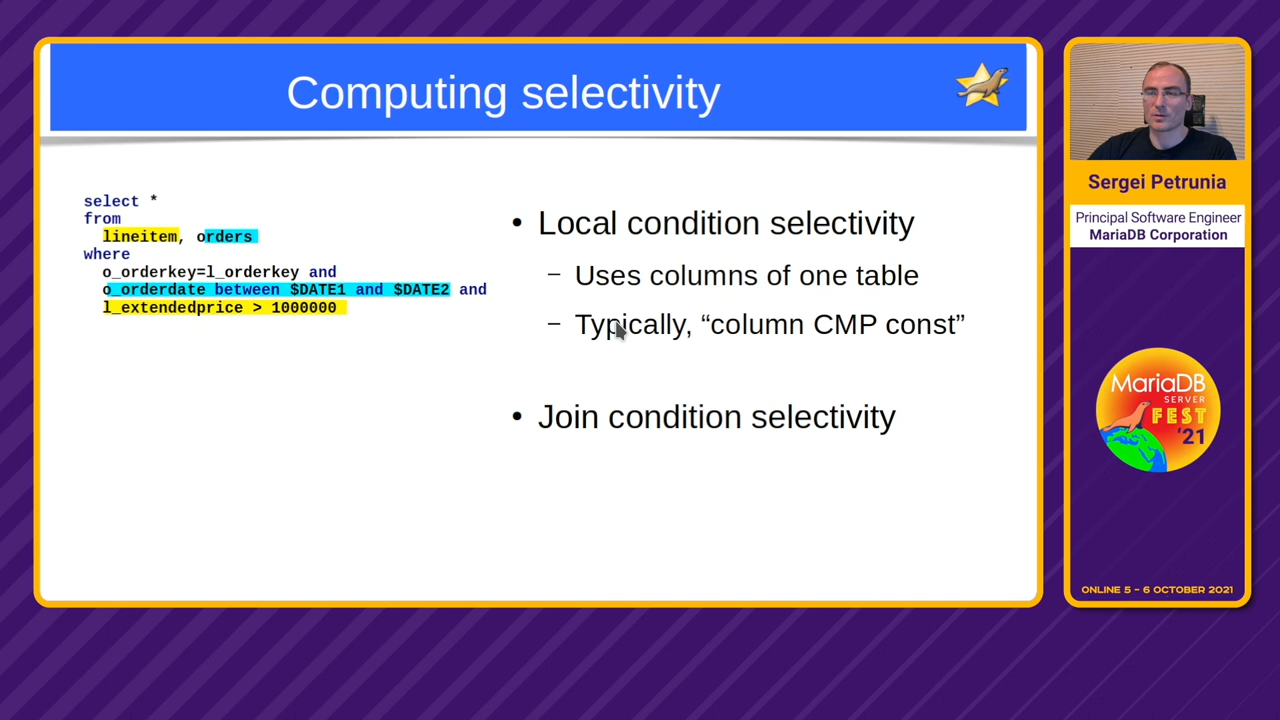 Computing selectivity
select *
from
lineitem, orders
where
o_orderkey=l_orderkey and
o_orderdate between $DATE1 and $DATE2 and
l_extendedprice > 1000000
• Local condition selectivity
– Uses columns of one table
– Typically, “column CMP const”
• Join condition selectivity
Sergei Petrunia
Principal Software Engineer
MariaDB Corporation
MariaDB
SERVER
FEST
'21
ONLINE 5 – 6 OCTOBER 2021